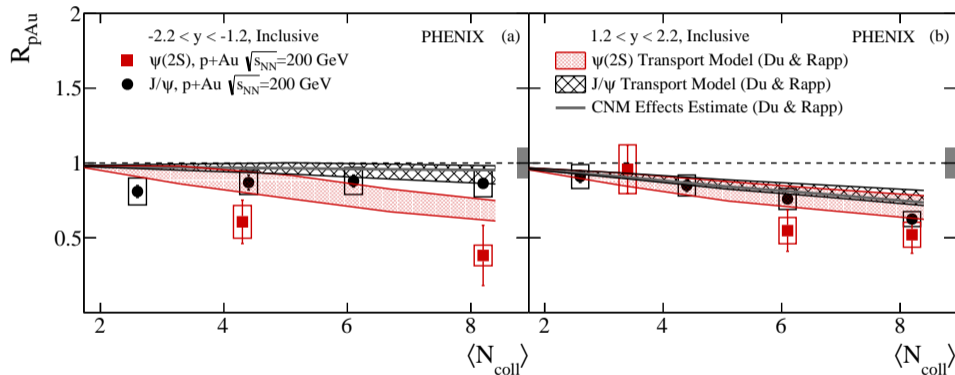 R_pAu
2
1.5
1
0.5
-2.2 < y < -1.2, Inclusive
PHENIX (a)
ψ(2S), p+Au √s_NN=200 GeV
J/ψ, p+Au √s_NN=200 GeV
2 4 6 8
⟨N_coll⟩
1.2 < y < 2.2, Inclusive
PHENIX (b)
ψ(2S) Transport Model (Du & Rapp)
J/ψ Transport Model (Du & Rapp)
CNM Effects Estimate (Du & Rapp)
2 4 6 8
⟨N_coll⟩